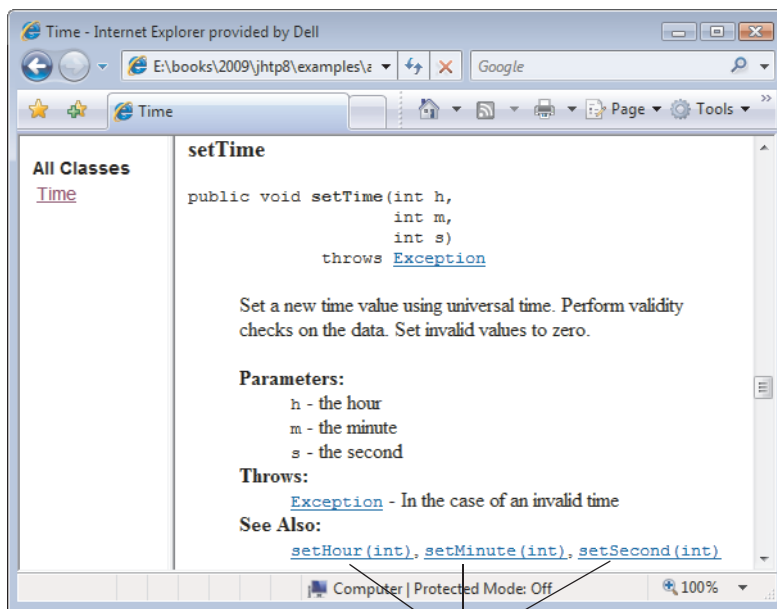 Time - Internet Explorer provided by Dell
E:\books\2009\jhtp8\examples\a
Google
Time
Page
Tools
»
All Classes
Time
setTime
public void setTime(int h,
int m,
int s)
throws Exception
Set a new time value using universal time. Perform validity
checks on the data. Set invalid values to zero.
Parameters:
h - the hour
m - the minute
s - the second
Throws:
Exception - In the case of an invalid time
See Also:
setHour(int), setMinute(int), setSecond(int)
Computer | Protected Mode: Off
100%